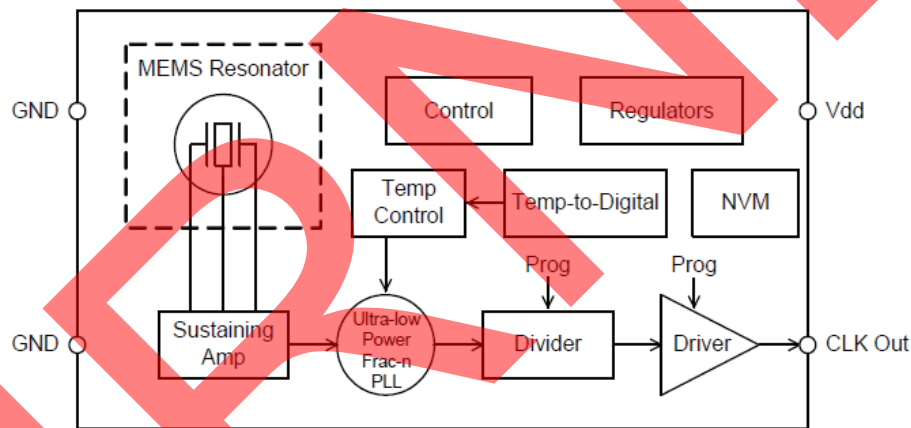 MEMS Resonator
GND
Control
Regulators
Vdd
Temp
Control
Temp-to-Digital
NVM
Prog
Prog
GND
Sustaining
Amp
Ultra-low
Power
Frac-n
PLL
Divider
Driver
CLK Out